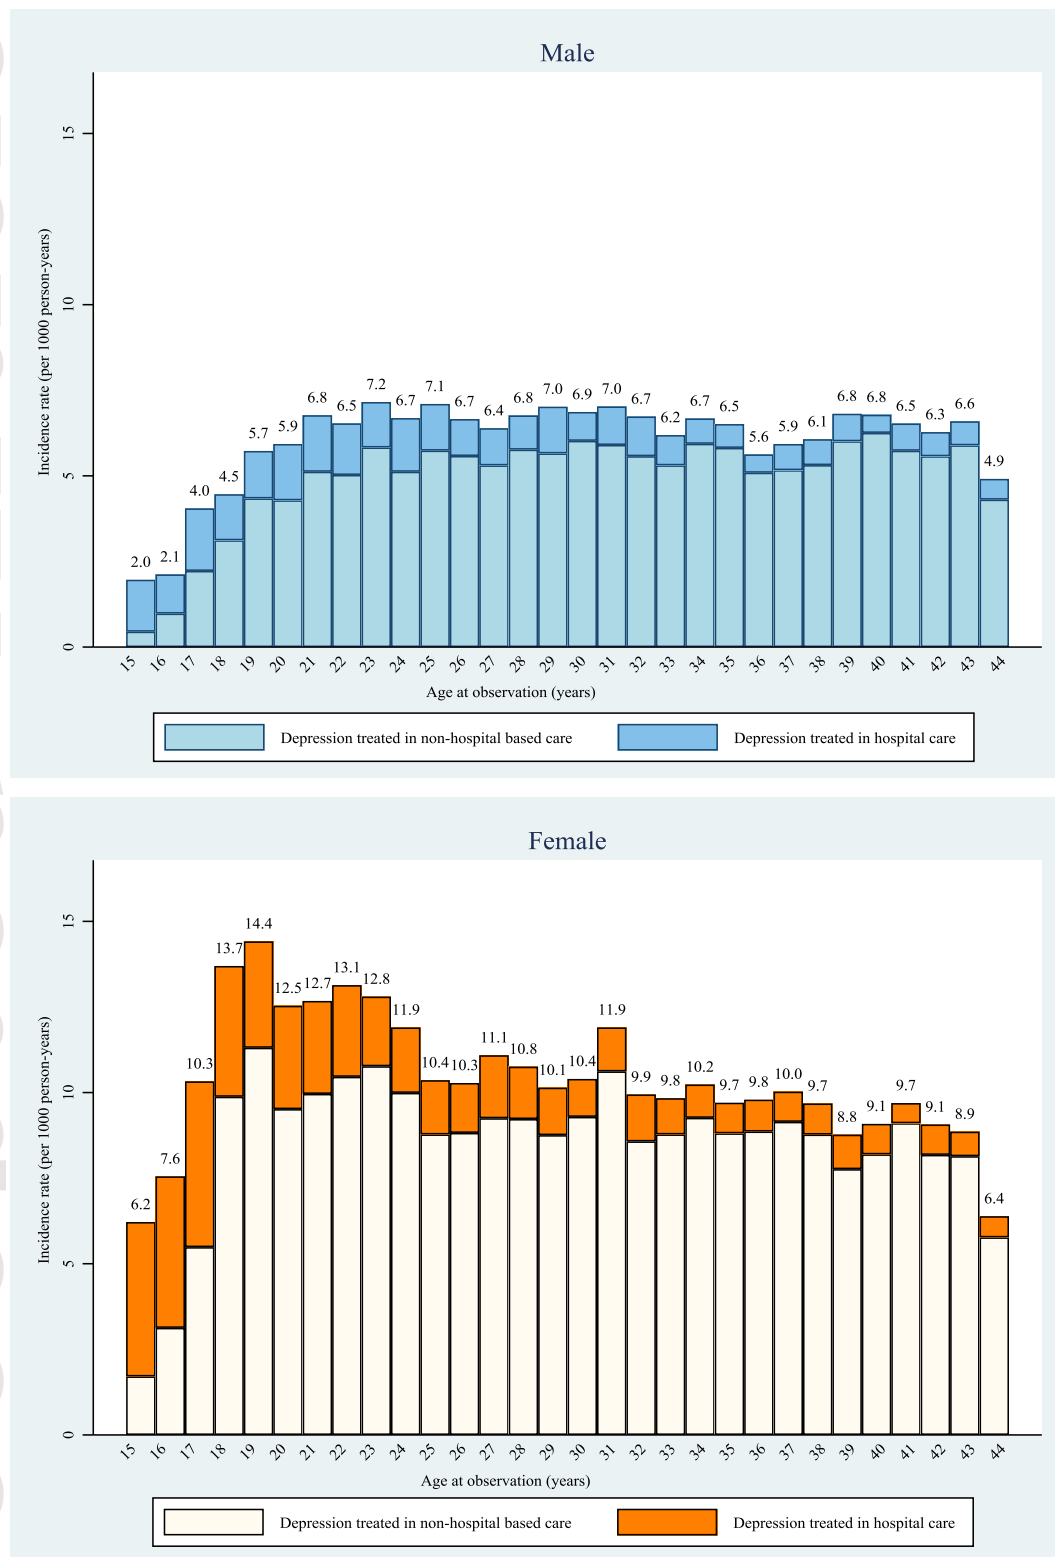 Male
15
10
5
0
Incidence rate (per 1000 person-years)
2.0 2.1 4.0 4.5 5.7 5.9 6.8 6.5 7.2 6.7 7.1 6.7 6.4 6.8 7.0 6.9 7.0 6.7 6.2 6.7 6.5 5.6 5.9 6.1 6.8 6.8 6.5 6.3 6.6 4.9
15 16 17 18 19 20 21 22 23 24 25 26 27 28 29 30 31 32 33 34 35 36 37 38 39 40 41 42 43 44
Age at observation (years)
Depression treated in non-hospital based care Depression treated in hospital care
Female
15
10
5
0
Incidence rate (per 1000 person-years)
6.2 7.6 10.3 13.7 14.4 12.5 12.7 13.1 12.8 11.9 10.4 10.3 11.1 10.8 10.1 10.4 11.9 9.9 9.8 10.2 9.7 9.8 10.0 9.7 8.8 9.1 9.7 9.1 8.9 6.4
15 16 17 18 19 20 21 22 23 24 25 26 27 28 29 30 31 32 33 34 35 36 37 38 39 40 41 42 43 44
Age at observation (years)
Depression treated in non-hospital based care Depression treated in hospital care